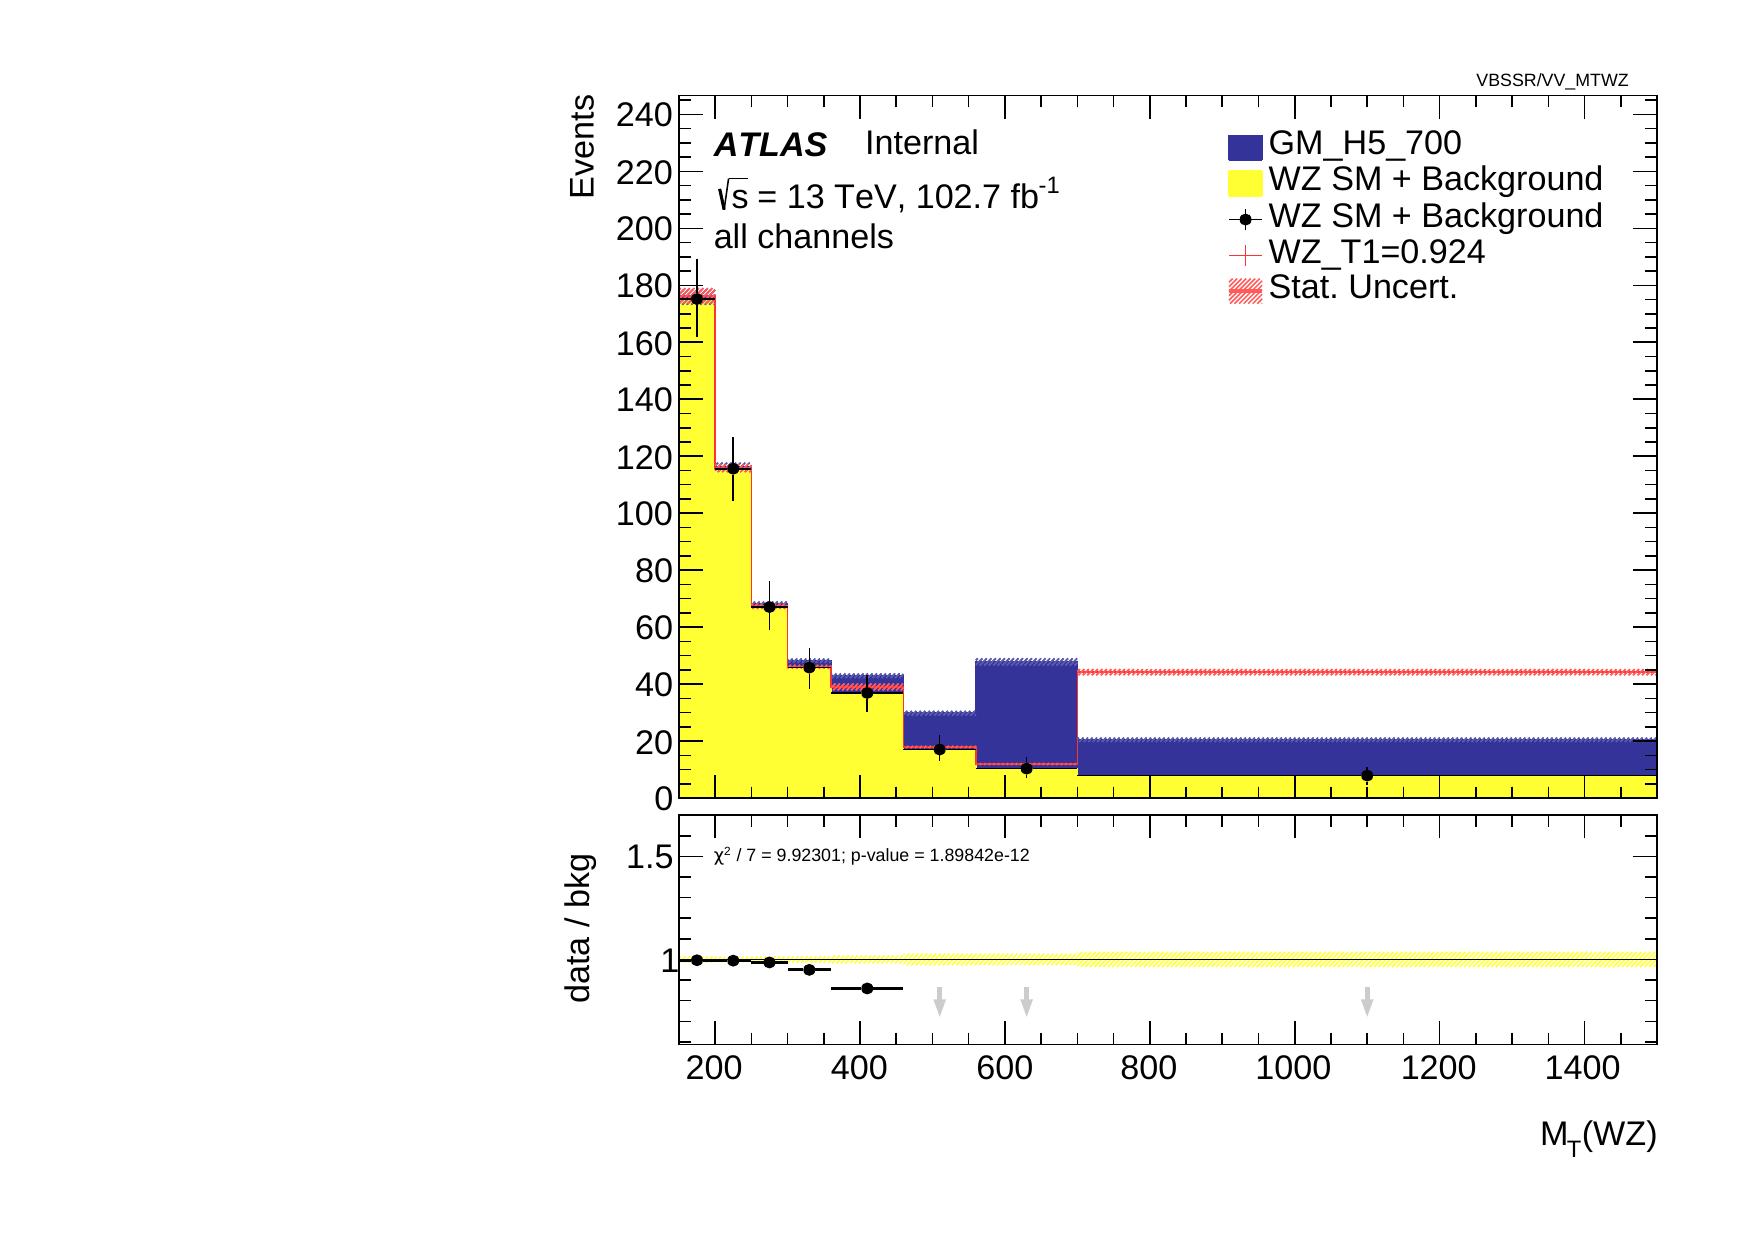 VBSSR/VV_MTWZ
Events
240
220
200
180
160
140
120
100
80
60
40
20
0
ATLAS Internal
√s = 13 TeV, 102.7 fb⁻¹
all channels
GM_H5_700
WZ SM + Background
WZ SM + Background
WZ_T1=0.924
Stat. Uncert.
data / bkg
1.5
1
χ² / 7 = 9.92301; p-value = 1.89842e-12
200 400 600 800 1000 1200 1400
M_T(WZ)